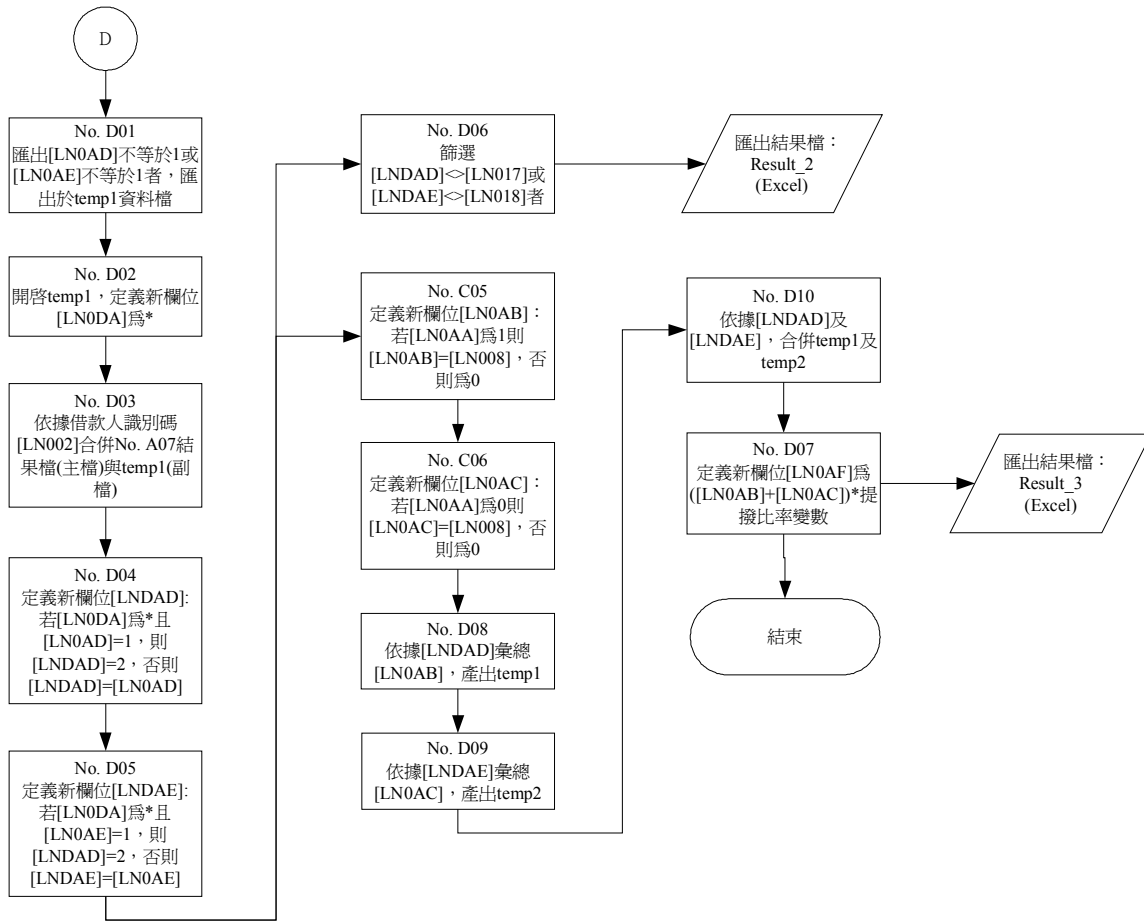 D
No. D01
匯出[LN0AD]不等於1或
[LN0AE]不等於1者，匯
出於temp1資料檔
No. D02
開啓temp1，定義新欄位
[LN0DA]爲*
No. D03
依據借款人識別碼
[LN002]合併No. A07結
果檔(主檔)與temp1(副
檔)
No. D04
定義新欄位[LNDAD]:
若[LN0DA]爲*且
[LN0AD]=1，則
[LNDAD]=2，否則
[LNDAD]=[LN0AD]
No. D05
定義新欄位[LNDAE]:
若[LN0DA]爲*且
[LN0AE]=1，則
[LNDAD]=2，否則
[LNDAE]=[LN0AE]
No. D06
篩選
[LNDAD]<>[LN017]或
[LNDAE]<>[LN018]者
匯出結果檔：
Result_2
(Excel)
No. C05
定義新欄位[LN0AB]：
若[LN0AA]爲1則
[LN0AB]=[LN008]，否
則爲0
No. C06
定義新欄位[LN0AC]：
若[LN0AA]爲0則
[LN0AC]=[LN008]，否
則爲0
No. D08
依據[LNDAD]彙總
[LN0AB]，產出temp1
No. D09
依據[LNDAE]彙總
[LN0AC]，產出temp2
No. D10
依據[LNDAD]及
[LNDAE]，合併temp1及
temp2
No. D07
定義新欄位[LN0AF]爲
([LN0AB]+[LN0AC])*提
撥比率變數
匯出結果檔：
Result_3
(Excel)
結束